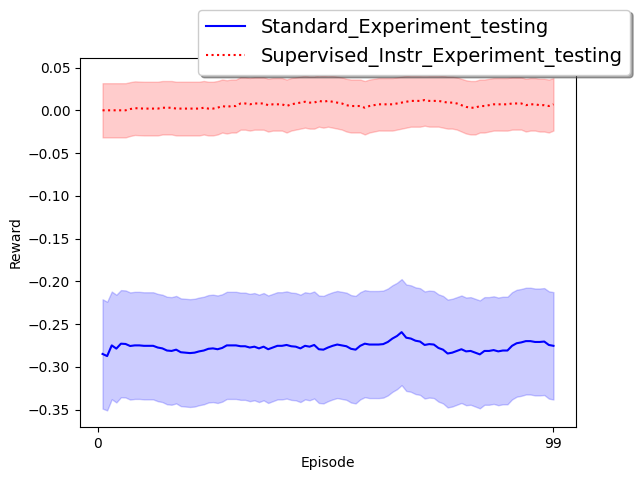 Standard_Experiment_testing
Supervised_Instr_Experiment_testing
0.05
0.00
−0.05
−0.10
−0.15
−0.20
−0.25
−0.30
−0.35
Reward
0 99
Episode